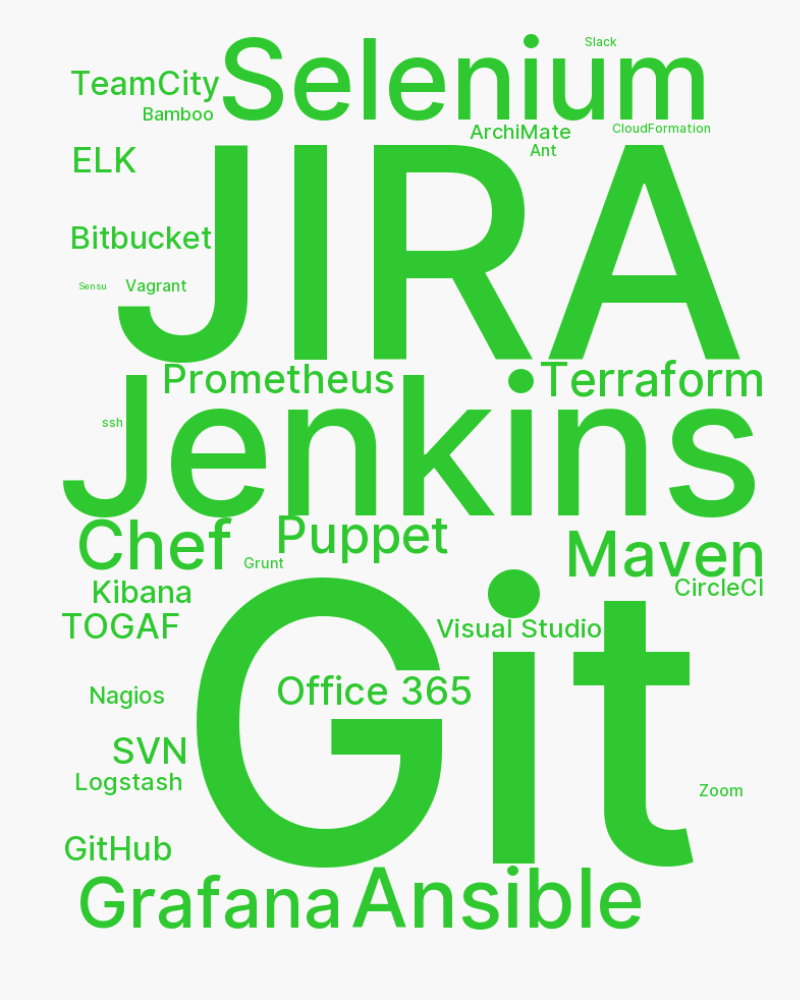 Slack
Selenium
TeamCity
Bamboo
ArchiMate
CloudFormation
Ant
ELK
JIRA
Bitbucket
Sensu
Vagrant
Prometheus
Terraform
ssh
Jenkins
Chef
Puppet
Maven
Grunt
Kibana
CircleCI
TOGAF
Visual Studio
Git
Office 365
Nagios
SVN
Logstash
Zoom
GitHub
Grafana
Ansible